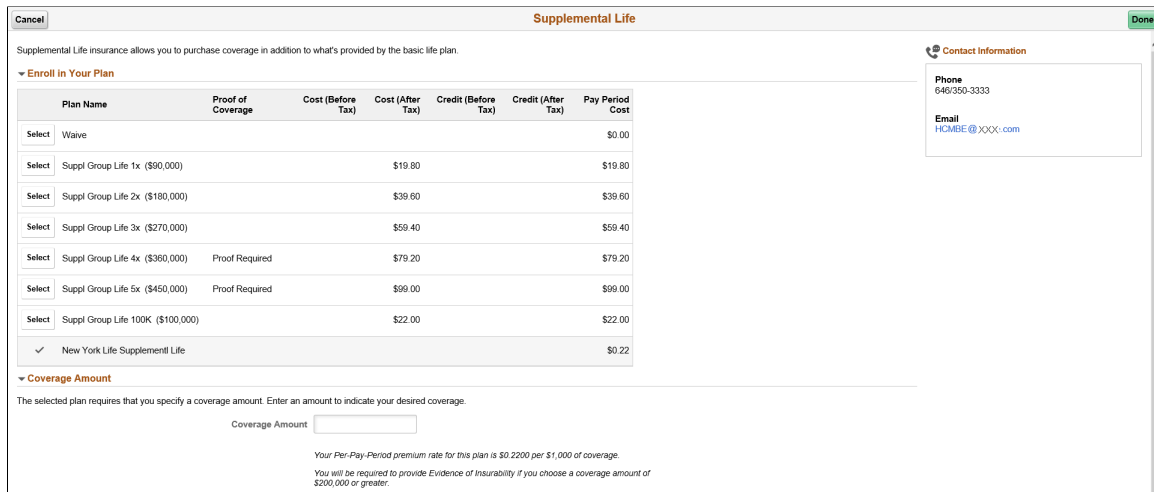 Cancel
Supplemental Life
Done
Supplemental Life insurance allows you to purchase coverage in addition to what's provided by the basic life plan.
Enroll in Your Plan
Plan Name Proof of Coverage Cost (Before Tax) Cost (After Tax) Credit (Before Tax) Credit (After Tax) Pay Period Cost
Select Waive $0.00
Select Suppl Group Life 1x ($90,000) $19.80 $19.80
Select Suppl Group Life 2x ($180,000) $39.60 $39.60
Select Suppl Group Life 3x ($270,000) $59.40 $59.40
Select Suppl Group Life 4x ($360,000) Proof Required $79.20 $79.20
Select Suppl Group Life 5x ($450,000) Proof Required $99.00 $99.00
Select Suppl Group Life 100K ($100,000) $22.00 $22.00
New York Life Supplementl Life $0.22
Coverage Amount
The selected plan requires that you specify a coverage amount. Enter an amount to indicate your desired coverage.
Coverage Amount
Your Per-Pay-Period premium rate for this plan is $0.2200 per $1,000 of coverage.
You will be required to provide Evidence of Insurability if you choose a coverage amount of
$200,000 or greater.
Contact Information
Phone
646/350-3333
Email
HCMBE@XXX.com